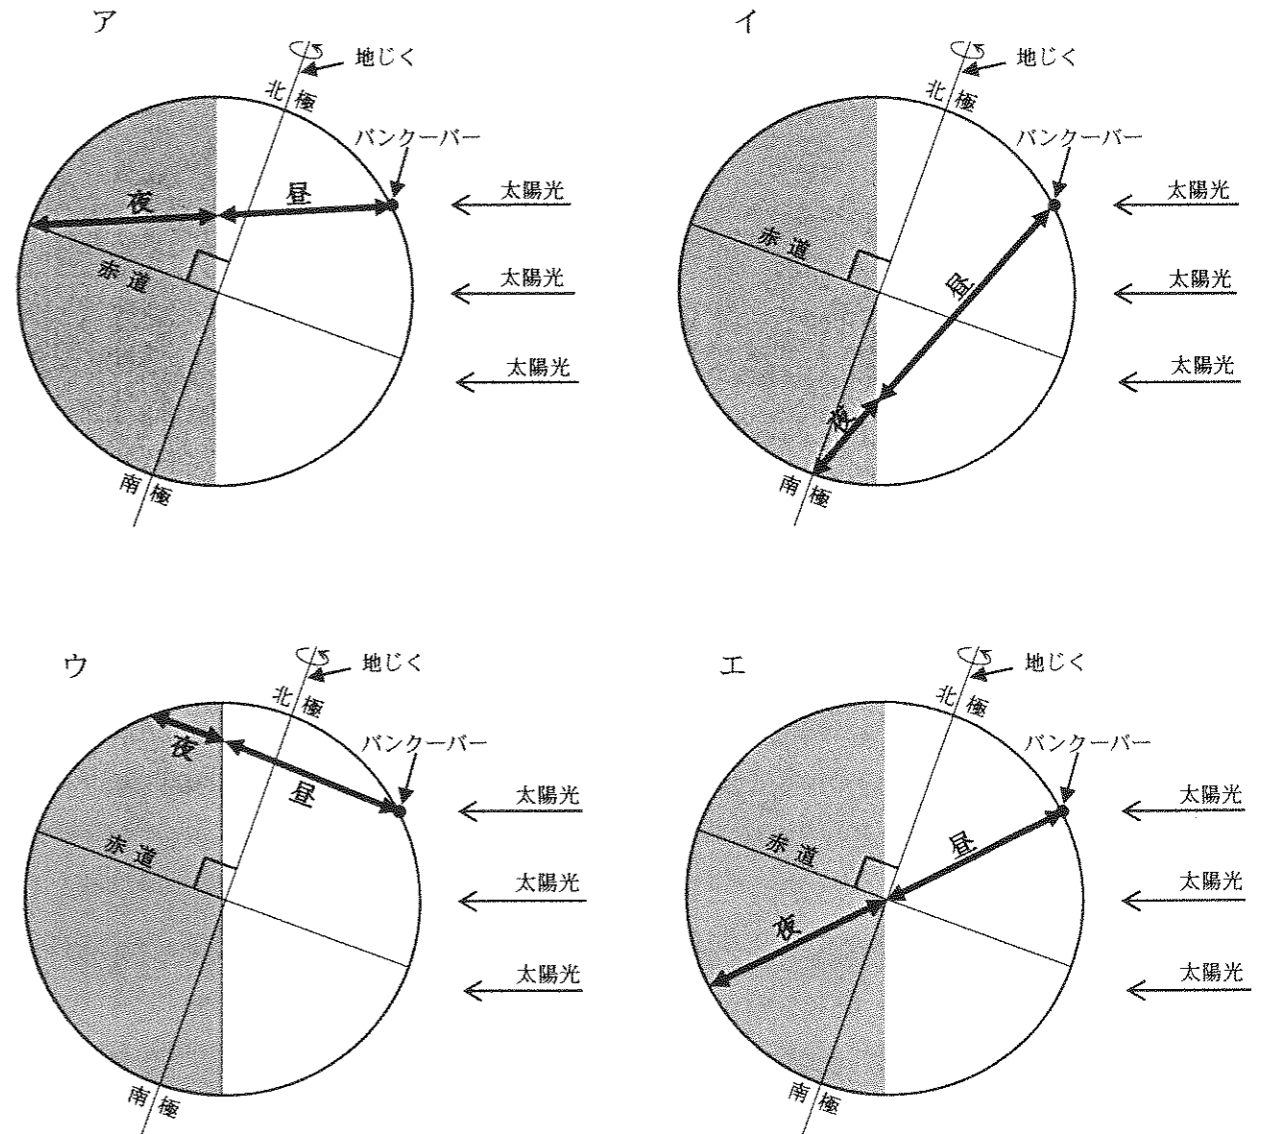 ア
地じく
北極
バンクーバー
夜
昼
太陽光
赤道
太陽光
太陽光
南極
イ
地じく
北極
バンクーバー
太陽光
赤道
昼
太陽光
太陽光
夜
南極
ウ
地じく
北極
バンクーバー
夜
昼
太陽光
赤道
太陽光
太陽光
南極
エ
地じく
北極
バンクーバー
太陽光
赤道
昼
太陽光
夜
太陽光
南極